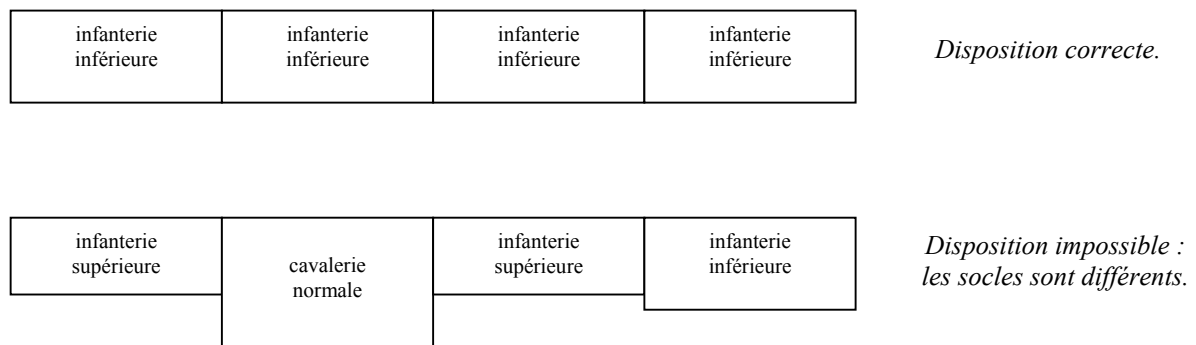 infanterie
inférieure
infanterie
inférieure
infanterie
inférieure
infanterie
inférieure
Disposition correcte.
infanterie
supérieure
cavalerie
normale
infanterie
supérieure
infanterie
inférieure
Disposition impossible :
les socles sont différents.